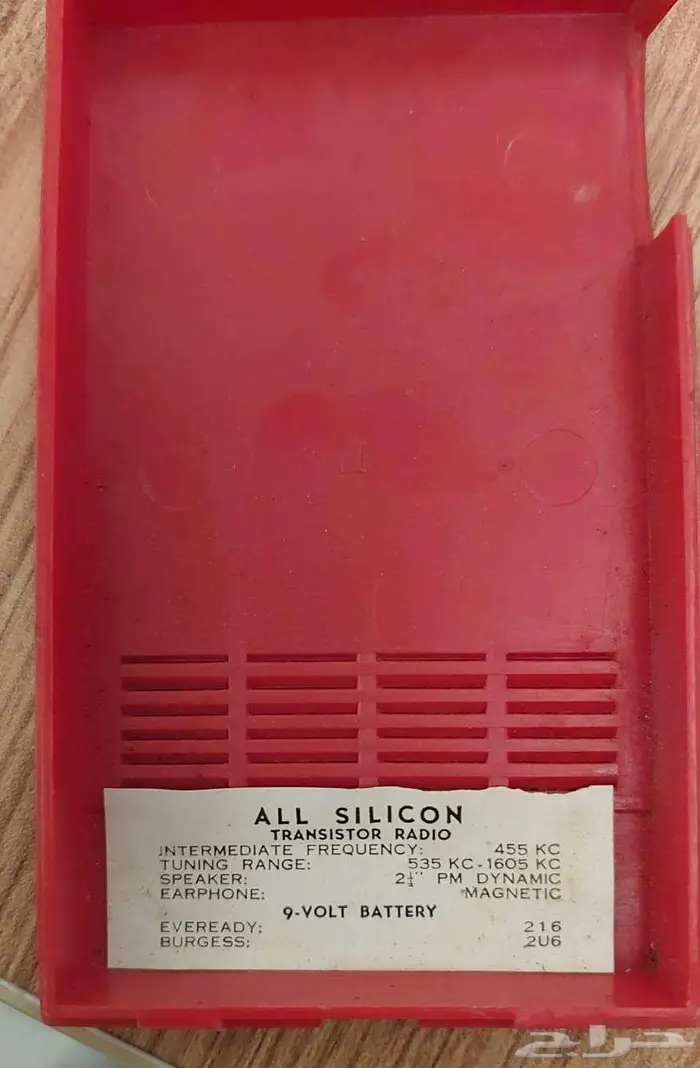 ALL SILICON
TRANSISTOR RADIO
INTERMEDIATE FREQUENCY: 455 KC
TUNING RANGE: 535 KC-1605 KC
SPEAKER: 2¼" PM DYNAMIC
EARPHONE: MAGNETIC
9-VOLT BATTERY
EVEREADY: 216
BURGESS: 2U6
حراج